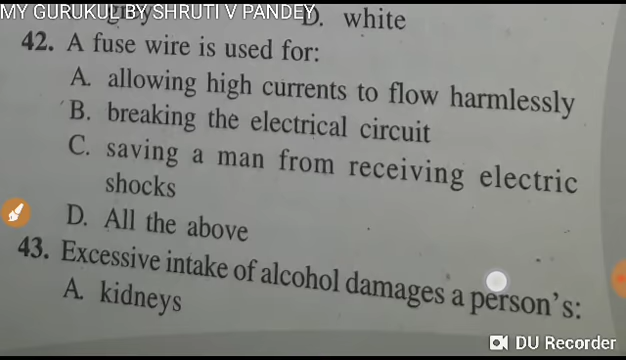 MY GURUKUL BY SHRUTI V PANDEY
D. white
42. A fuse wire is used for:
A. allowing high currents to flow harmlessly
B. breaking the electrical circuit
C. saving a man from receiving electric
shocks
D. All the above
43. Excessive intake of alcohol damages a person's:
A. kidneys
DU Recorder